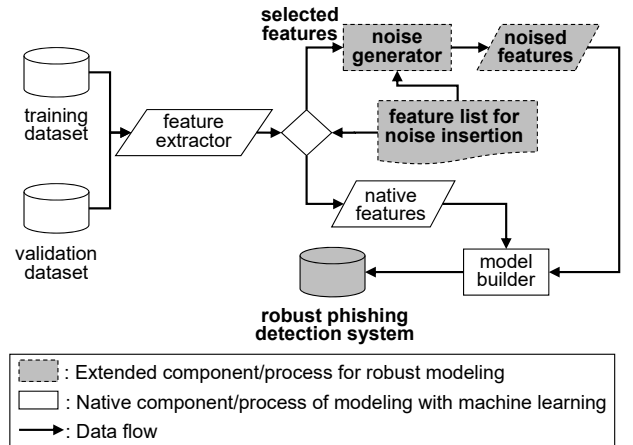 selected
features
noise
generator
noised
features
training
dataset
feature
extractor
feature list for
noise insertion
validation
dataset
native
features
model
builder
robust phishing
detection system
: Extended component/process for robust modeling
: Native component/process of modeling with machine learning
: Data flow